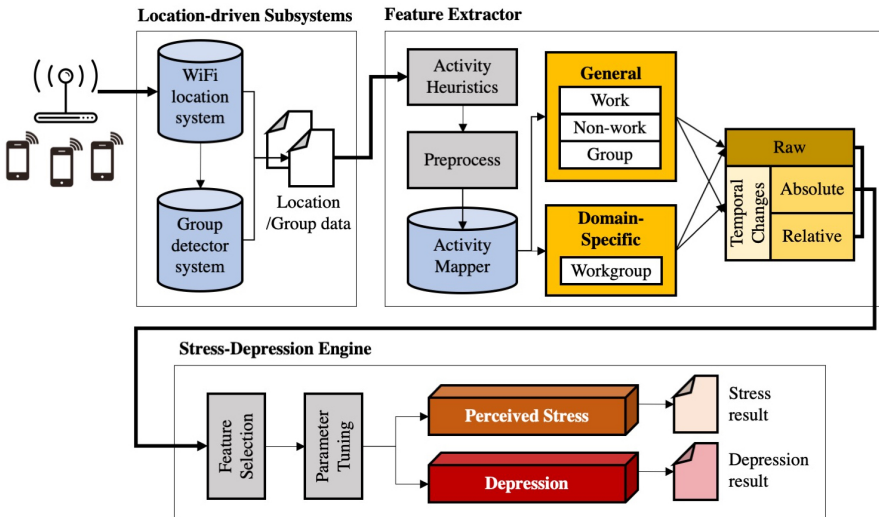 Location-driven Subsystems
WiFi
location
system
Group
detector
system
Location
/Group data
Feature Extractor
Activity
Heuristics
Preprocess
Activity
Mapper
General
Work
Non-work
Group
Domain-
Specific
Workgroup
Raw
Temporal
Changes
Absolute
Relative
Stress-Depression Engine
Feature
Selection
Parameter
Tuning
Perceived Stress
Stress
result
Depression
Depression
result